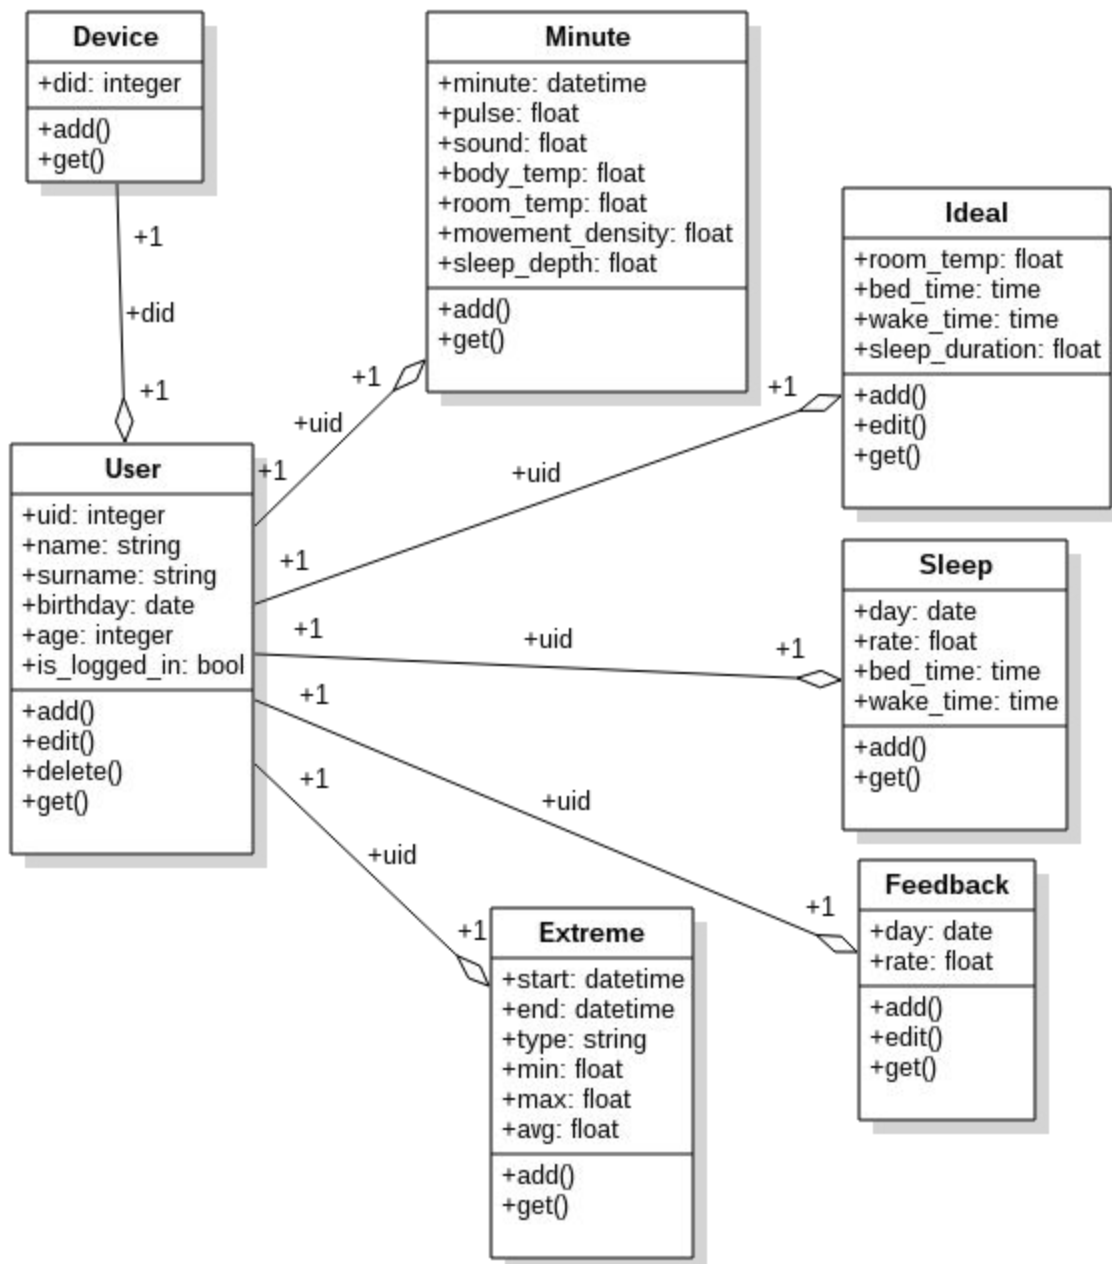 Device
+did: integer
+add()
+get()
+1
+did
+1
Minute
+minute: datetime
+pulse: float
+sound: float
+body_temp: float
+room_temp: float
+movement_density: float
+sleep_depth: float
+add()
+get()
+1
+uid
+1
Ideal
+room_temp: float
+bed_time: time
+wake_time: time
+sleep_duration: float
+add()
+edit()
+get()
+1
+uid
+1
User
+uid: integer
+name: string
+surname: string
+birthday: date
+age: integer
+is_logged_in: bool
+add()
+edit()
+delete()
+get()
+1
+uid
+1
Sleep
+day: date
+rate: float
+bed_time: time
+wake_time: time
+add()
+get()
+1
+uid
+1
Feedback
+day: date
+rate: float
+add()
+edit()
+get()
+1
+uid
+1
Extreme
+start: datetime
+end: datetime
+type: string
+min: float
+max: float
+avg: float
+add()
+get()